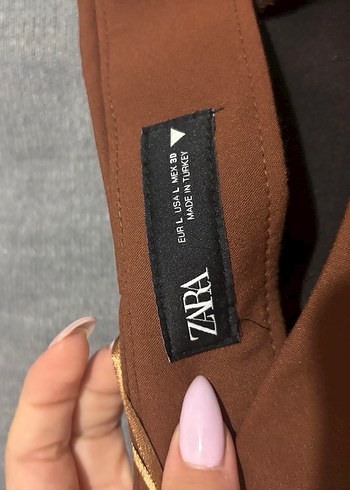 ZARA
EUR L USA L MEX 30
MADE IN TURKEY